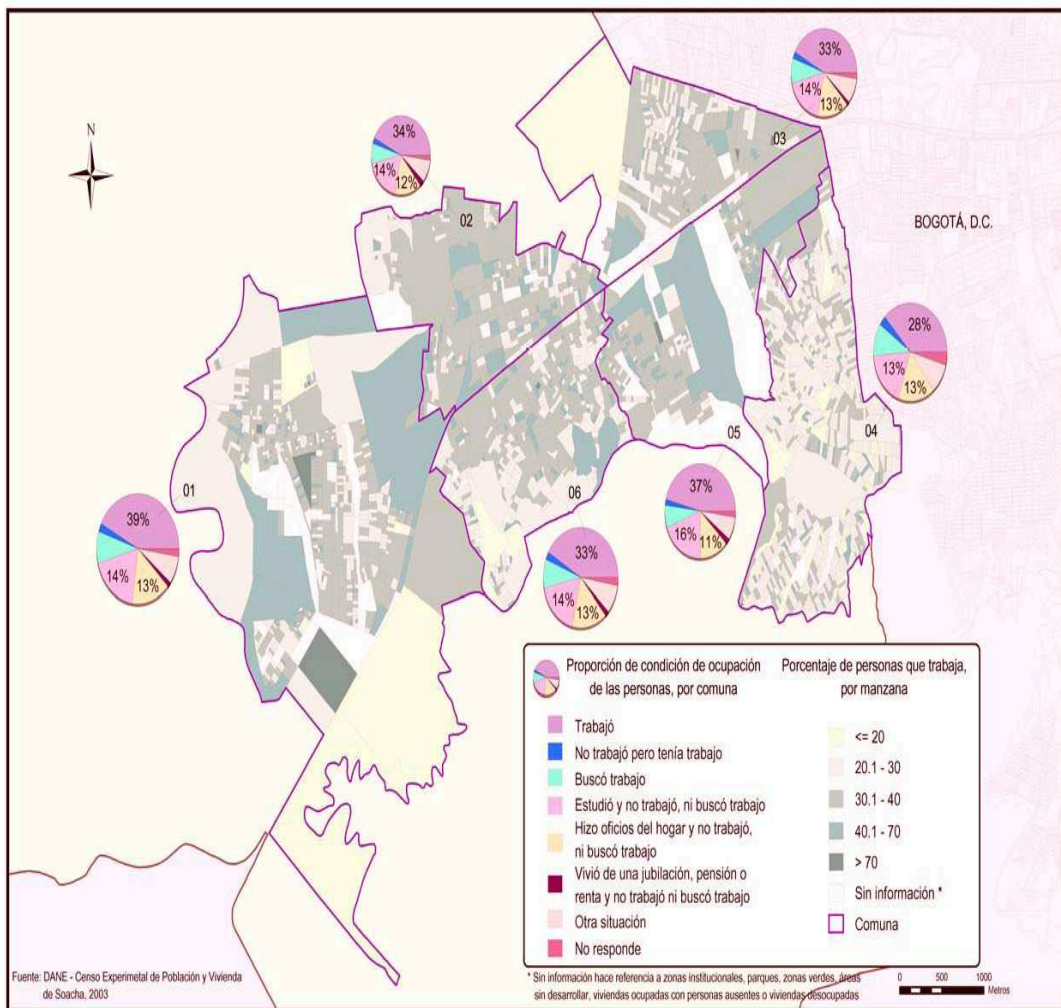 33%
14%
13%
03
34%
14%
12%
02
N
BOGOTÁ, D.C.
28%
13%
13%
04
05
37%
16%
11%
06
01
39%
14%
13%
33%
14%
13%
Proporción de condición de ocupación
de las personas, por comuna
Trabajó
No trabajó pero tenía trabajo
Buscó trabajo
Estudió y no trabajó, ni buscó trabajo
Hizo oficios del hogar y no trabajó,
ni buscó trabajo
Vivió de una jubilación, pensión o
renta y no trabajó ni buscó trabajo
Otra situación
No responde
Porcentaje de personas que trabaja,
por manzana
<= 20
20.1 - 30
30.1 - 40
40.1 - 70
> 70
Sin información *
Comuna
Fuente: DANE - Censo Experimetal de Población y Vivienda
de Soacha, 2003
* Sin información hace referencia a zonas institucionales, parques, zonas verdes, áreas
sin desarrollar, viviendas ocupadas con personas ausentes o viviendas desocupadas
0 500 1000
Metros